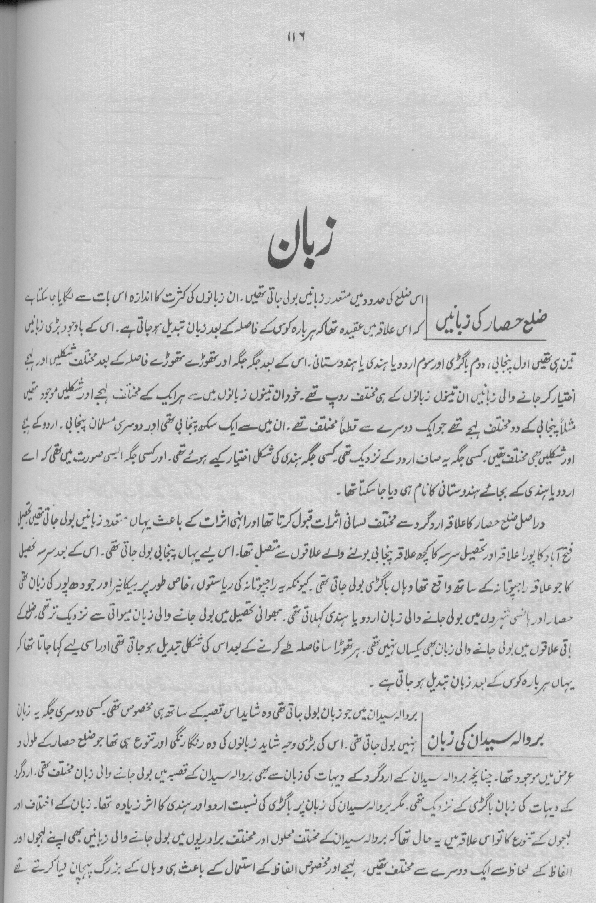 ۱۱۶
زبان
ضلع حصار کی زبانیں
اس ضلع کی حدود میں متعدد زبانیں بولی جاتی تھیں۔ ان زبانوں کی کثرت کا اندازہ اس بات سے لگایا جا سکتا ہے
کہ اس علاقہ میں عقیدہ تھا کہ ہر بارہ کوس کے فاصلہ کے بعد زبان تبدیل ہو جاتی ہے۔ اس کے باوجود بڑی زبانیں
تین ہی تھیں اول پنجابی، دوم باگڑی اور سوم اردو یا ہندی یا ہندوستانی۔ اس کے بعد جگہ جگہ اور تھوڑے تھوڑے فاصلہ کے بعد مختلف شکلیں اور لہجے
اختیار کر جانے والی زبانیں ان تینوں زبانوں کے ہی مختلف روپ تھے۔ خود ان تینوں زبانوں میں سے ہر ایک کے مختلف لہجے اور شکلیں موجود تھیں
مثلاً پنجابی کے دو مختلف لہجے تھے جو ایک دوسرے سے قطعاً مختلف تھے۔ ان میں سے ایک سکھ پنجابی تھی اور دوسری مسلمان پنجابی۔ اردو کے لہجے
اور شکلیں بھی مختلف تھیں۔ کسی جگہ یہ صاف اردو کے نزدیک تھی کسی جگہ ہندی کی شکل اختیار کیے ہوئے تھی۔ اور کسی جگہ ایسی صورت میں تھی کہ اسے
اردو یا ہندی کے بجائے ہندوستانی کا نام ہی دیا جا سکتا تھا۔
دراصل ضلع حصار کا علاقہ ارد گرد سے مختلف لسانی اثرات قبول کرتا تھا اور انہی اثرات کے باعث یہاں متعدد زبانیں بولی جاتی تھیں تحصیل
فتح آباد کا پورا علاقہ اور تحصیل سرسہ کا کچھ علاقہ پنجابی بولنے والے علاقوں سے متصل تھا۔ اس لیے یہاں پنجابی بولی جاتی تھی۔ اس کے بعد سرسہ تحصیل
کا جو علاقہ راجپوتانہ کے ساتھ واقع تھا وہاں باگڑی بولی جاتی تھی۔ کیونکہ یہ راجپوتانہ کی ریاستوں، خاص طور پر بیکانیر اور جودھپور کی زبان تھی
حصار اور ہانسی شہروں میں بولی جانے والی زبان اردو یا ہندی کہلاتی تھی۔ بھوانی تحصیل میں بولی جانے والی زبان میواتی سے نزدیک تر تھی۔ ضلع کے
باقی علاقوں میں بولی جانے والی زبان بھی یکساں نہیں تھی۔ ہر تھوڑا سا فاصلہ طے کرنے کے بعد اس کی شکل تبدیل ہو جاتی تھی اور اسی لیے کہا جاتا تھا کہ
یہاں ہر بارہ کوس کے بعد زبان تبدیل ہو جاتی ہے۔
بروالہ سیدان کی زبان
بروالہ سیدان میں جو زبان بولی جاتی تھی وہ شاید اس قصبہ کے ساتھ ہی مخصوص تھی۔ کسی دوسری جگہ یہ زبان
نہیں بولی جاتی تھی۔ اس کی بڑی وجہ شاید زبانوں کی وہ رنگا رنگی اور تنوع ہی تھا جو ضلع حصار کے طول و
عرض میں موجود تھا۔ چنانچہ بروالہ سیدان کے ارد گرد کے دیہات کی زبان سے بھی بروالہ سیدان کے قصبہ میں بولی جانے والی زبان مختلف تھی۔ ارد گرد
کے دیہات کی زبان باگڑی کے نزدیک تھی۔ مگر بروالہ سیدان کی زبان پر باگڑی کی نسبت اردو اور ہندی کا اثر زیادہ تھا۔ زبان کے اختلاف اور
لہجوں کے تنوع کا تو اس علاقہ میں یہ حال تھا کہ بروالہ سیدان کے مختلف محلوں اور مختلف برادریوں میں بولی جانے والی زبانیں بھی اپنے لہجوں اور
الفاظ کے لحاظ سے ایک دوسرے سے مختلف تھیں۔ لہجے اور مخصوص الفاظ کے استعمال کے باعث ہی وہاں کے بزرگ پہچان لیا کرتے تھے